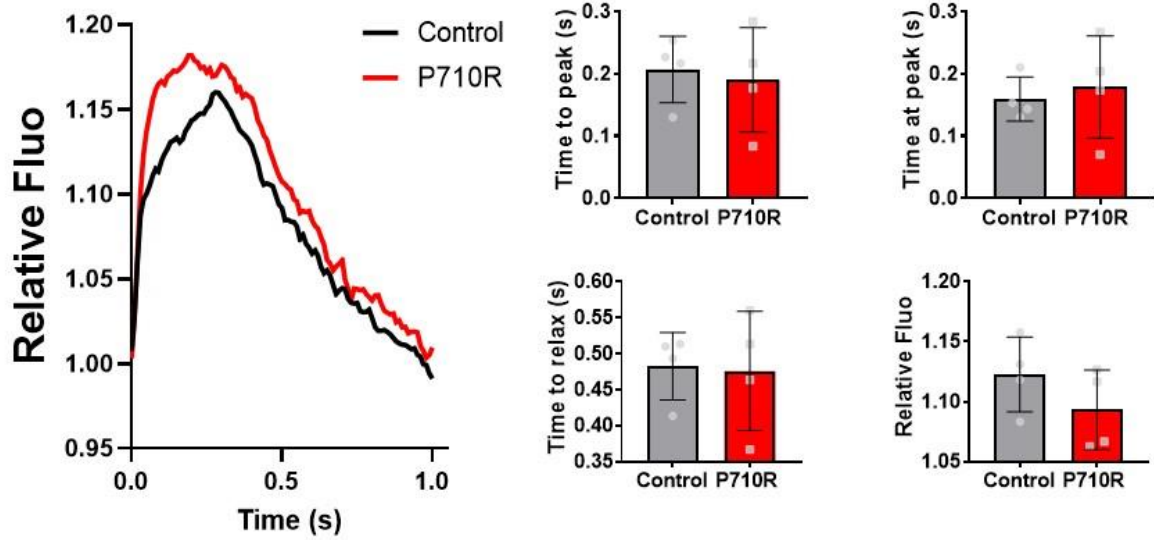 Relative Fluo
1.20
1.15
1.10
1.05
1.00
0.95
0.0
0.5
1.0
Time (s)
Control
P710R
Time to peak (s)
0.3
0.2
0.1
0.0
Control P710R
Time at peak (s)
0.3
0.2
0.1
0.0
Control P710R
Time to relax (s)
0.60
0.55
0.50
0.45
0.40
0.35
Control P710R
Relative Fluo
1.20
1.15
1.10
1.05
Control P710R